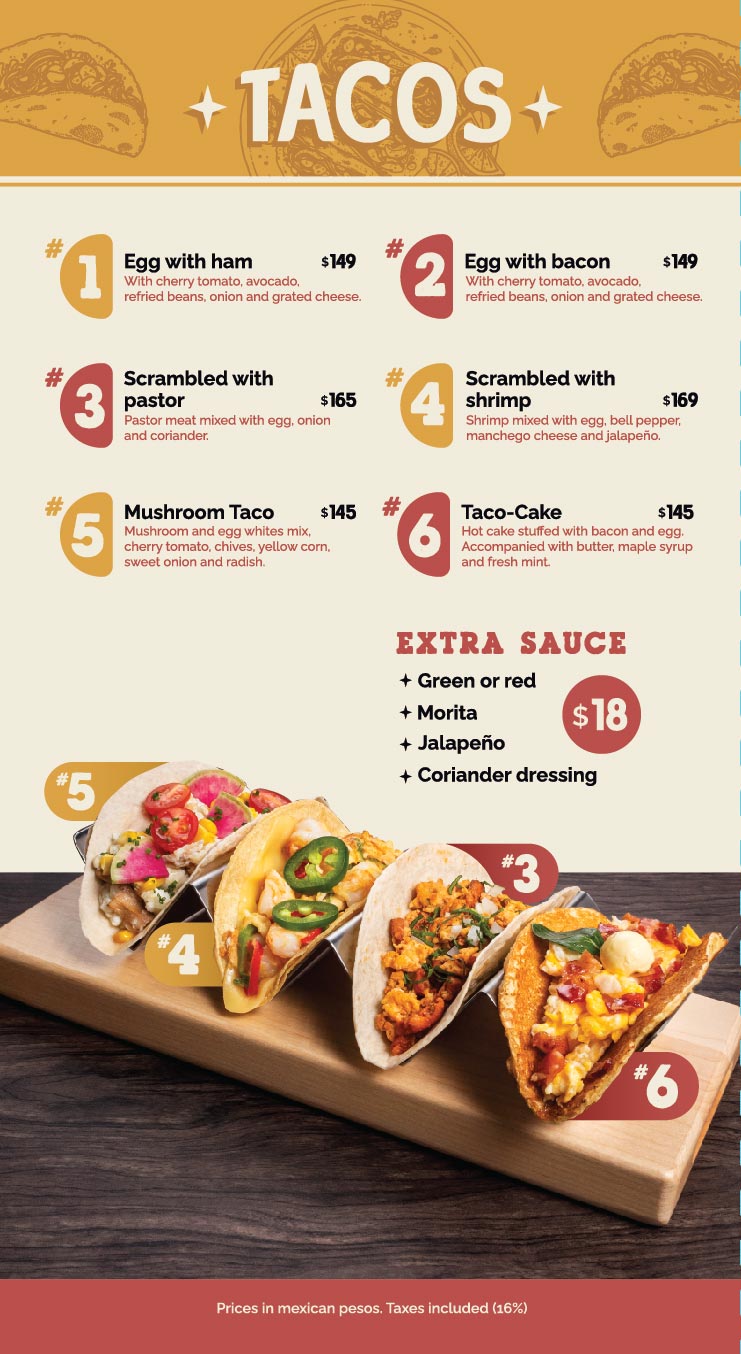 TACOS
#1
Egg with ham $149
With cherry tomato, avocado,
refried beans, onion and grated cheese.
#2
Egg with bacon $149
With cherry tomato, avocado,
refried beans, onion and grated cheese.
#3
Scrambled with
pastor $165
Pastor meat mixed with egg, onion
and coriander.
#4
Scrambled with
shrimp $169
Shrimp mixed with egg, bell pepper,
manchego cheese and jalapeño.
#5
Mushroom Taco $145
Mushroom and egg whites mix,
cherry tomato, chives, yellow corn,
sweet onion and radish.
#6
Taco-Cake $145
Hot cake stuffed with bacon and egg.
Accompanied with butter, maple syrup
and fresh mint.
EXTRA SAUCE
Green or red
Morita
Jalapeño
Coriander dressing
$18
#5
#4
#3
#6
Prices in mexican pesos. Taxes included (16%)